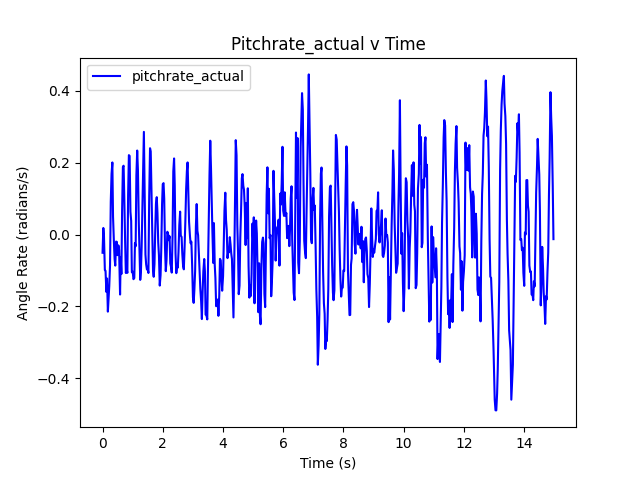 Pitchrate_actual v Time
pitchrate_actual
Angle Rate (radians/s)
0.4
0.2
0.0
−0.2
−0.4
0 2 4 6 8 10 12 14
Time (s)